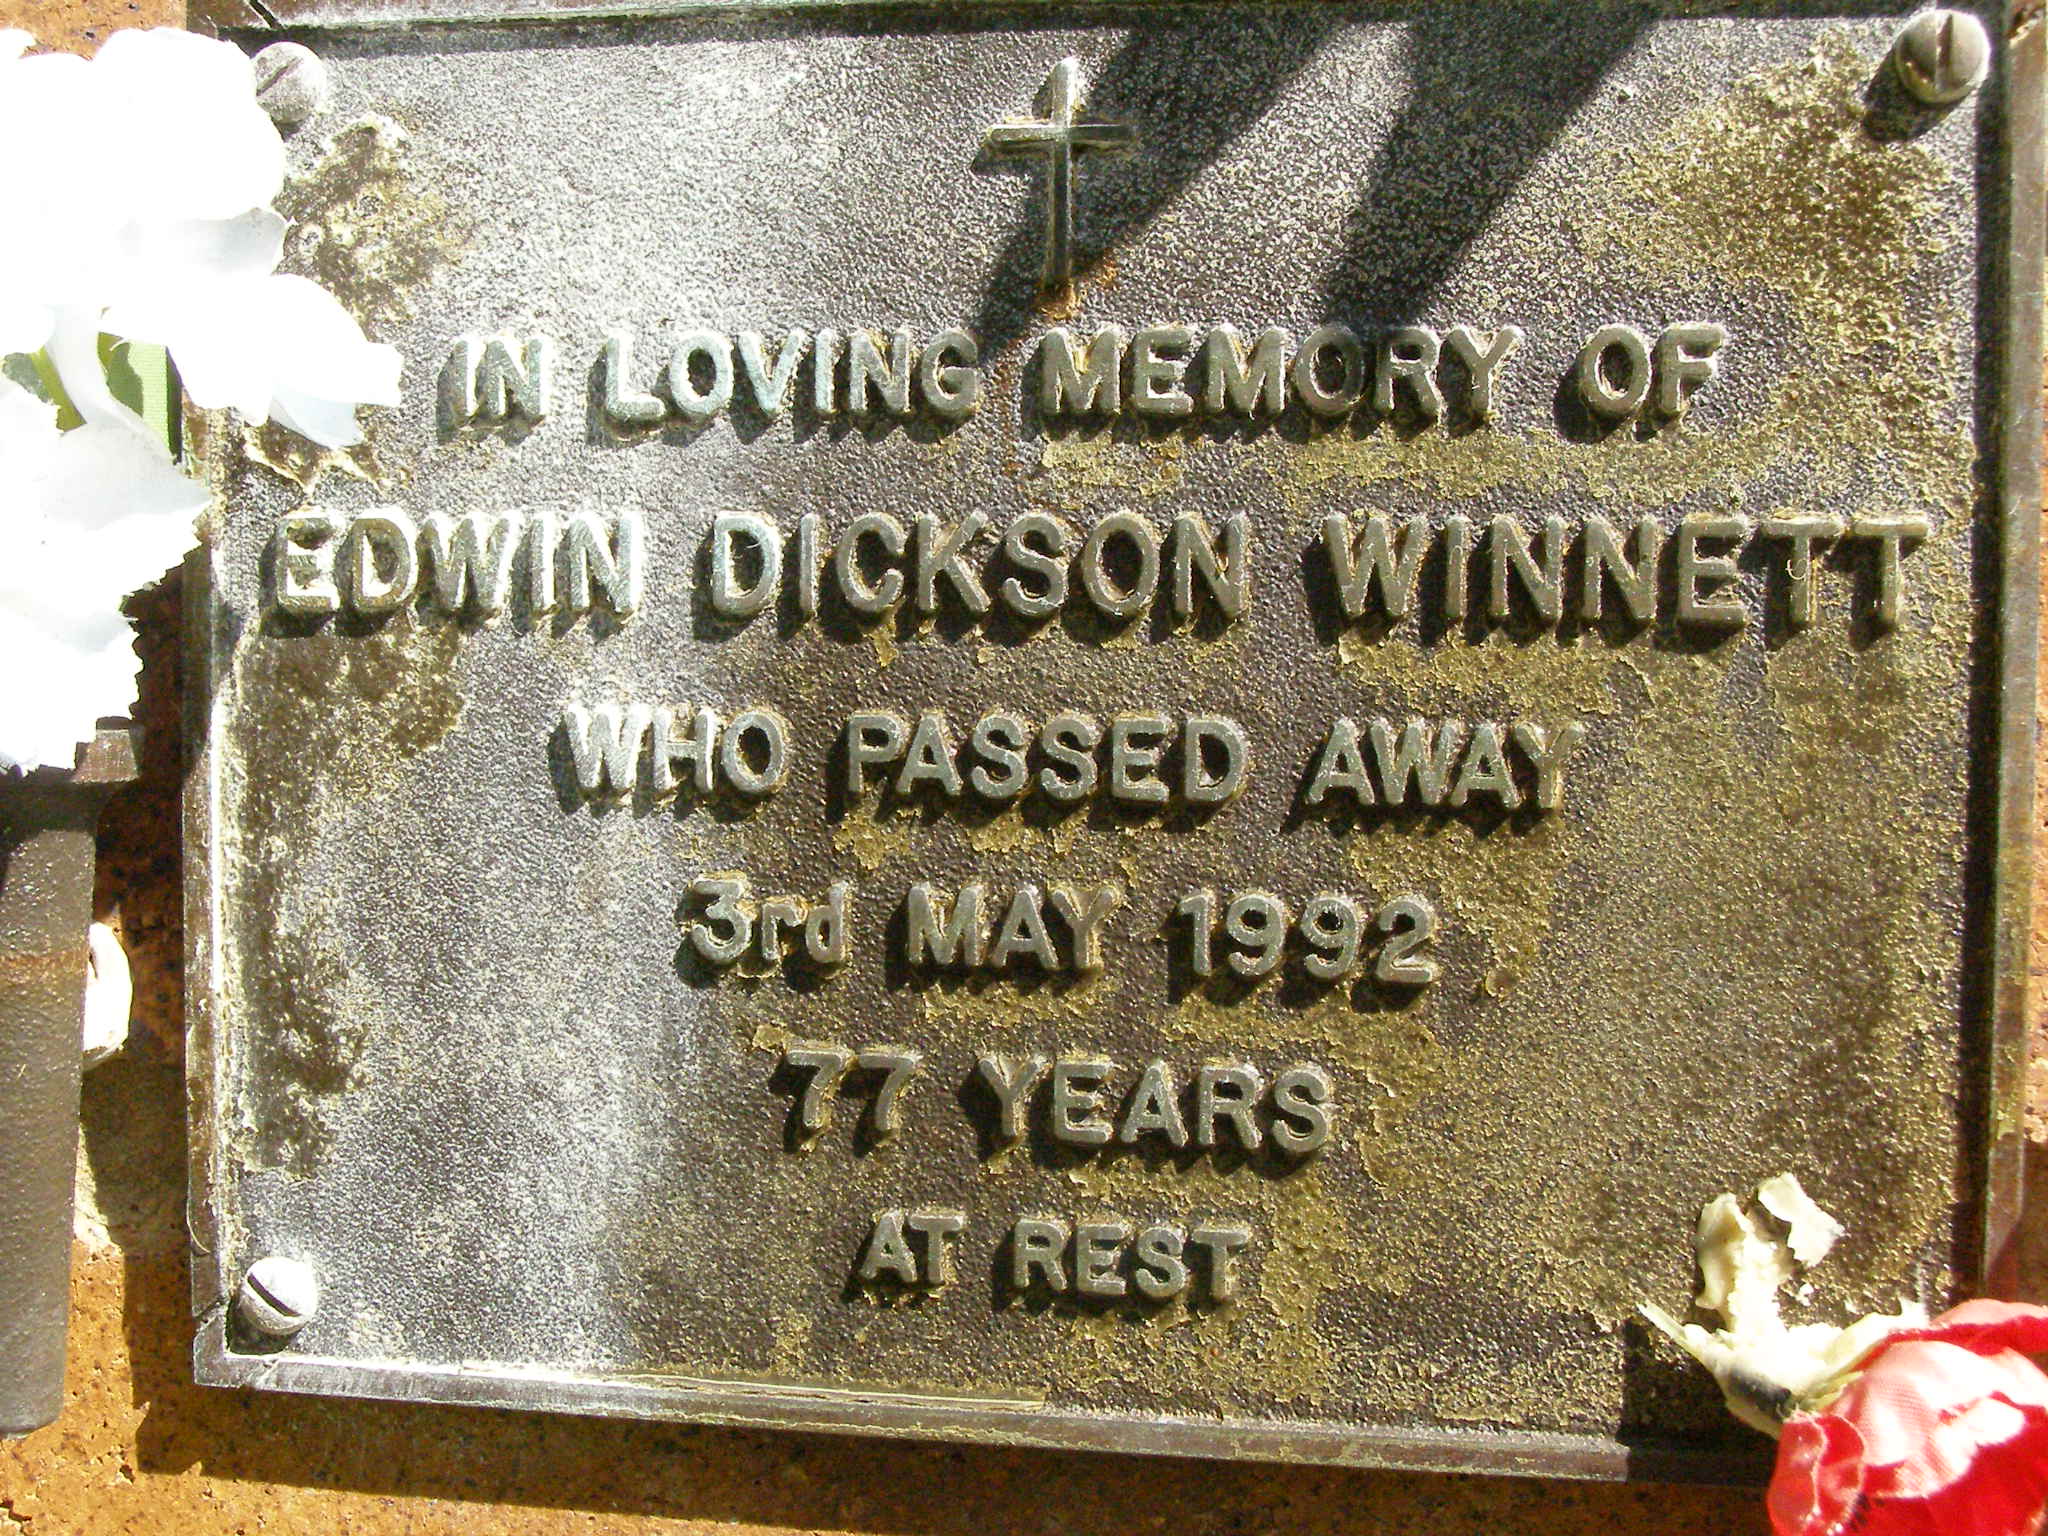 IN LOVING MEMORY OF
EDWIN DICKSON WINNETT
WHO PASSED AWAY
3rd MAY 1992
77 YEARS
AT REST